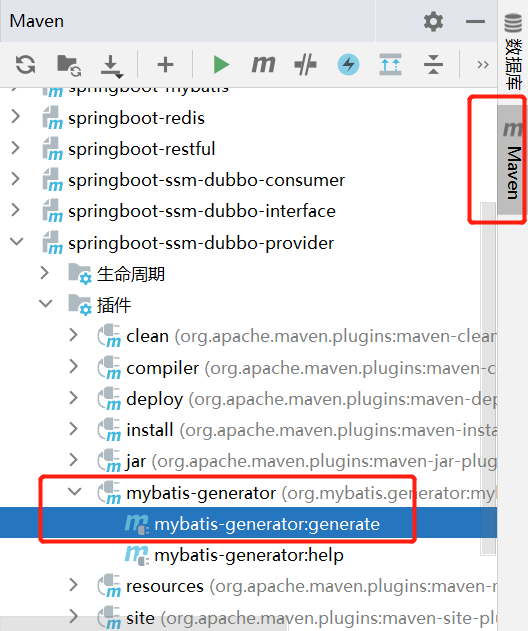 Maven
springboot-mybatis
springboot-redis
springboot-restful
springboot-ssm-dubbo-consumer
springboot-ssm-dubbo-interface
springboot-ssm-dubbo-provider
生命周期
插件
clean (org.apache.maven.plugins:maven-clean
compiler (org.apache.maven.plugins:maven-c
deploy (org.apache.maven.plugins:maven-dep
install (org.apache.maven.plugins:maven-insta
jar (org.apache.maven.plugins:maven-jar-plug
mybatis-generator (org.mybatis.generator:myb
mybatis-generator:generate
mybatis-generator:help
resources (org.apache.maven.plugins:maven-r
site (org.apache.maven.plugins:maven-site-plu
数据库
Maven